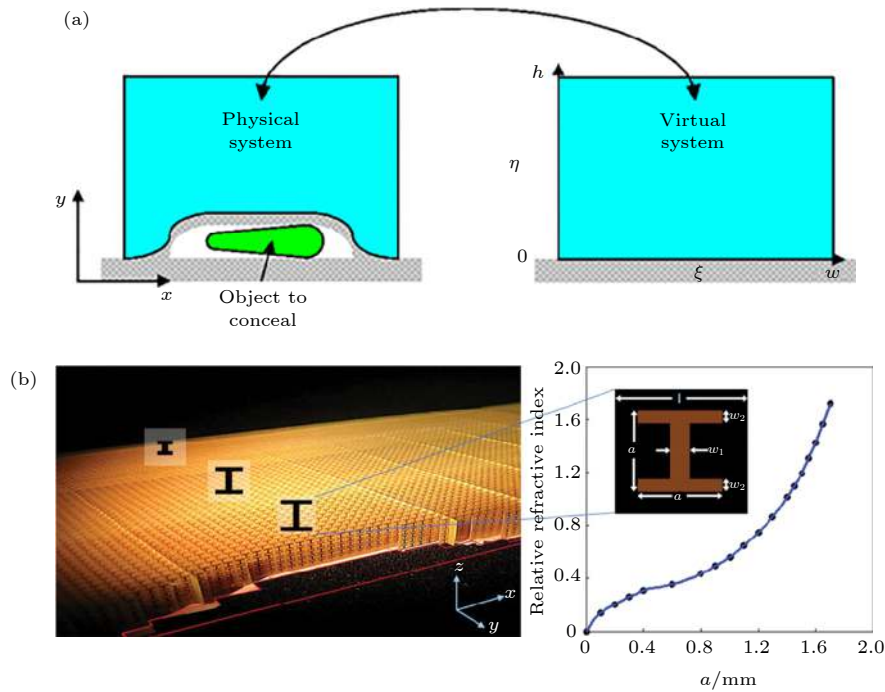 (a)
Physical
system
y
x
Object to
conceal
h
Virtual
system
η
0
ξ
w
(b)
z
x
y
Relative refractive index
2.0
1.6
1.2
0.8
0.4
0
l
w2
a
w1
w2
a
0 0.4 0.8 1.2 1.6 2.0
a/mm